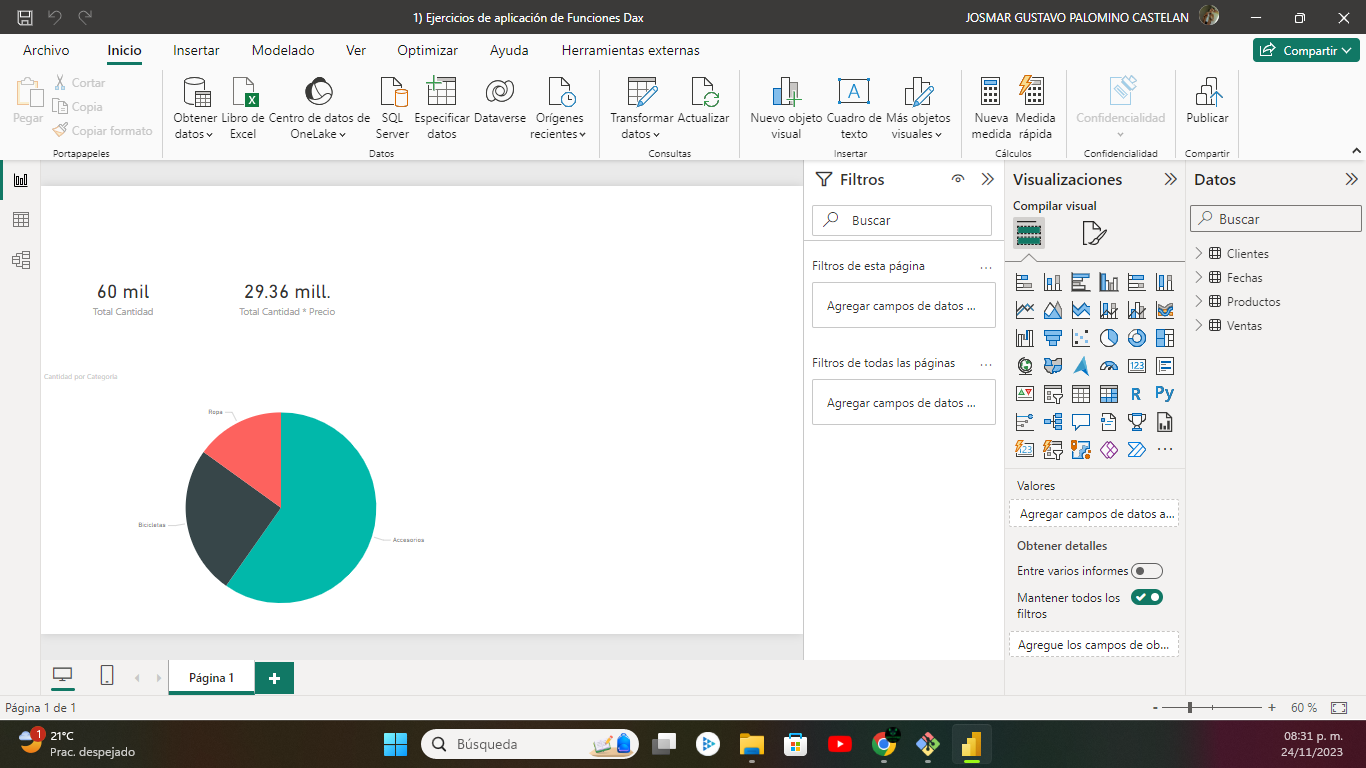 1) Ejercicios de aplicación de Funciones Dax
JOSMAR GUSTAVO PALOMINO CASTELAN
Archivo
Inicio
Insertar
Modelado
Ver
Optimizar
Ayuda
Herramientas externas
Compartir
Pegar
Cortar
Copia
Copiar formato
Portapapeles
Obtener
datos
Libro de
Excel
Centro de datos de
OneLake
SQL
Server
Especificar
datos
Dataverse
Orígenes
recientes
Datos
Transformar
datos
Actualizar
Consultas
Nuevo objeto
visual
A
Cuadro de
texto
Más objetos
visuales
Insertar
Nueva
medida
Medida
rápida
Cálculos
Confidencialidad
Confidencialidad
Publicar
Compartir
60 mil
Total Cantidad
29.36 mill.
Total Cantidad * Precio
Cantidad por Categoría
Ropa
Bicicletas
Accesorios
Filtros
Buscar
Filtros de esta página
...
Agregar campos de datos ...
Filtros de todas las páginas
...
Agregar campos de datos ...
Visualizaciones
Compilar visual
123
R
Py
123
...
Valores
Agregar campos de datos a...
Obtener detalles
Entre varios informes
Mantener todos los
filtros
Agregue los campos de ob...
Datos
Buscar
Clientes
Fechas
Productos
Ventas
Página 1
+
Página 1 de 1
- + 60 %
1
21°C
Prac. despejado
Búsqueda
08:31 p. m.
24/11/2023